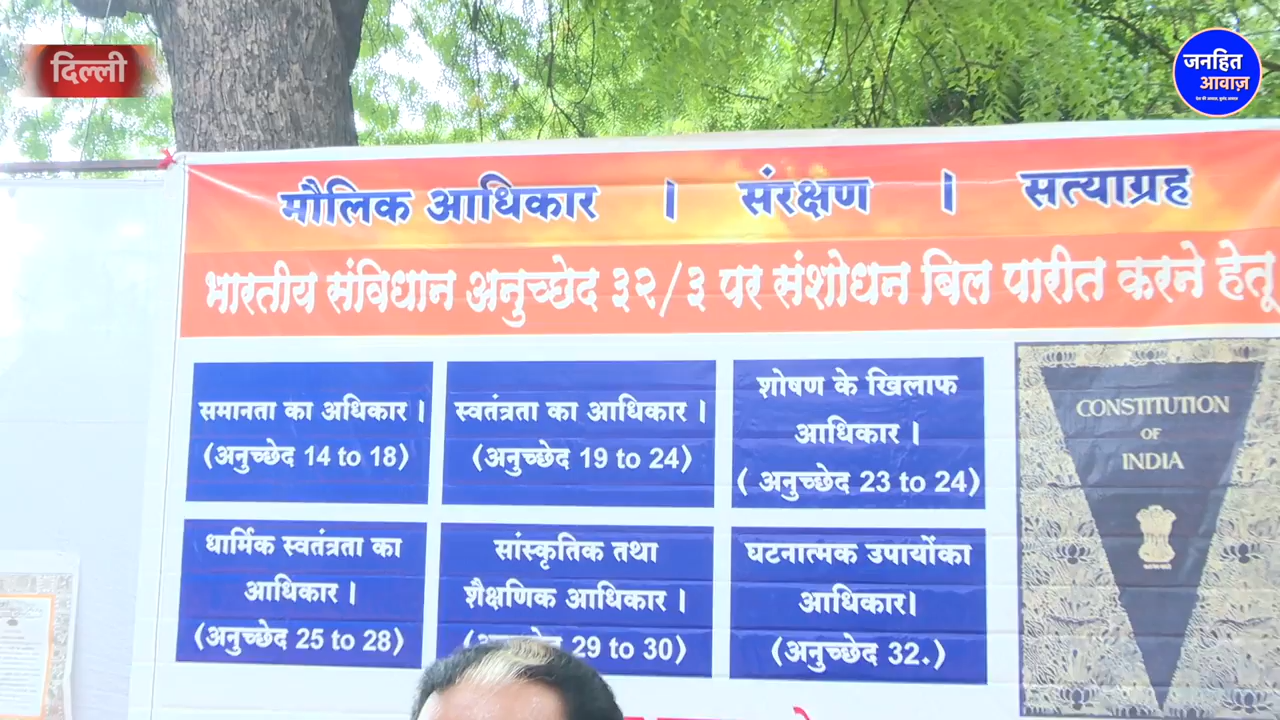 दिल्ली
जनहित
आवाज़
मौलिक आधिकार । संरक्षण । सत्याग्रह
भारतीय संविधान अनुच्छेद ३२/३ पर संशोधन बिल पारीत करने हेतू
समानता का अधिकार ।
(अनुच्छेद 14 to 18)
स्वतंत्रता का आधिकार ।
(अनुच्छेद 19 to 24)
शोषण के खिलाफ
आधिकार ।
( अनुच्छेद 23 to 24)
CONSTITUTION
OF
INDIA
धार्मिक स्वतंत्रता का
आधिकार ।
(अनुच्छेद 25 to 28)
सांस्कृतिक तथा
शैक्षणिक आधिकार ।
29 to 30)
घटनात्मक उपायोंका
आधिकार।
(अनुच्छेद 32.)